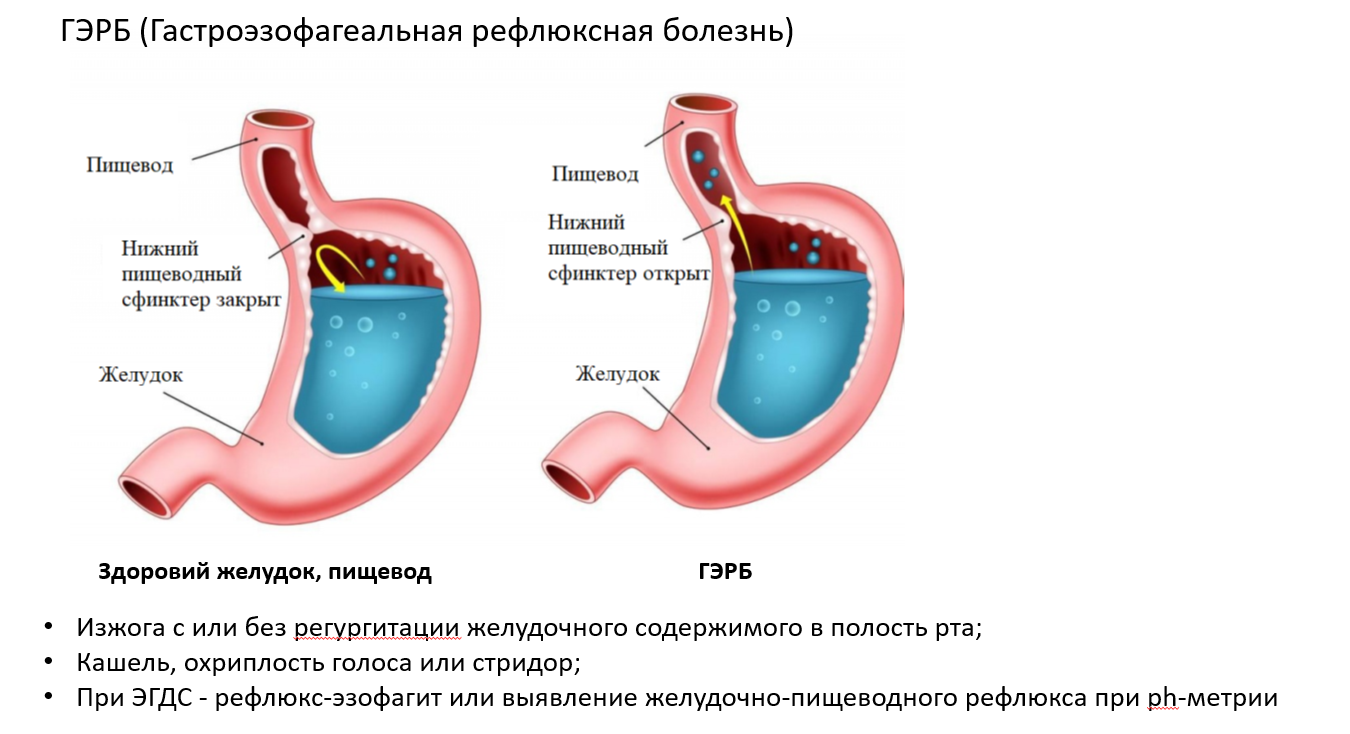 ГЭРБ (Гастроэзофагеальная рефлюксная болезнь)
Пищевод
Нижний
пищеводный
сфинктер закрыт
Желудок
Пищевод
Нижний
пищеводный
сфинктер открыт
Желудок
Здоровий желудок, пищевод
ГЭРБ
• Изжога с или без регургитации желудочного содержимого в полость рта;
• Кашель, охриплость голоса или стридор;
• При ЭГДС - рефлюкс-эзофагит или выявление желудочно-пищеводного рефлюкса при ph-метрии